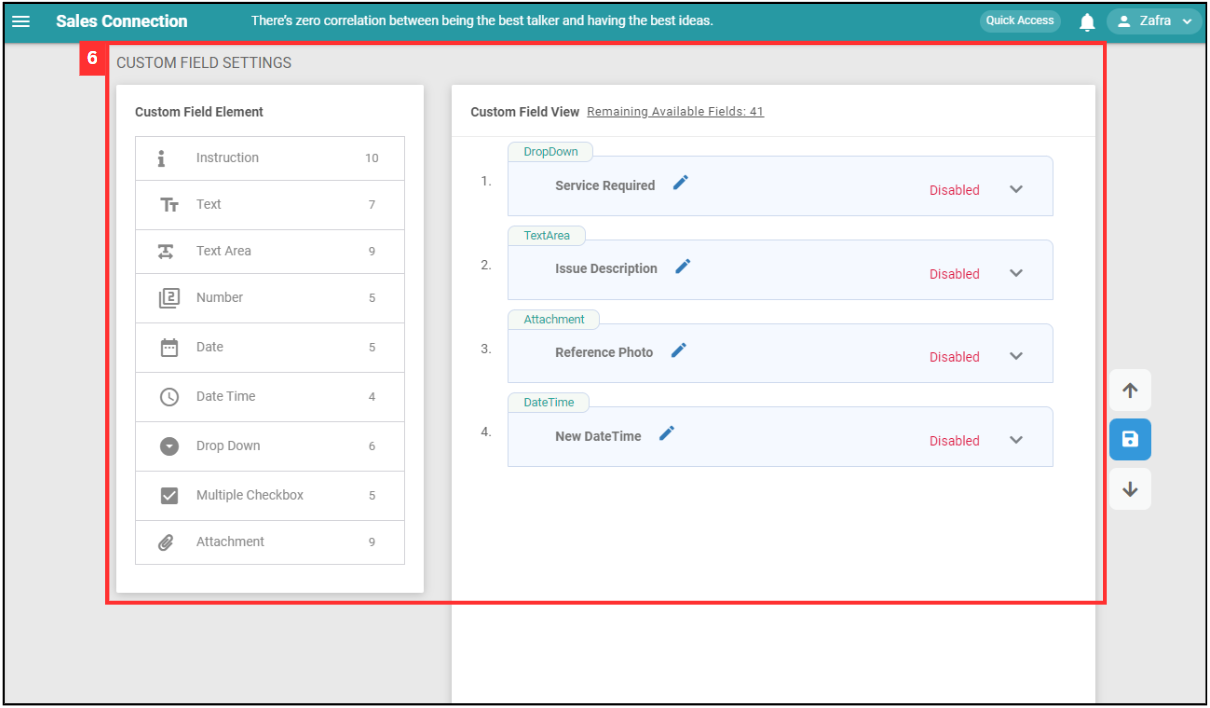 Sales Connection
There's zero correlation between being the best talker and having the best ideas.
Quick Access
Zafra
6
CUSTOM FIELD SETTINGS
Custom Field Element
Instruction 10
Text 7
Text Area 9
Number 5
Date 5
Date Time 4
Drop Down 6
Multiple Checkbox 5
Attachment 9
Custom Field View Remaining Available Fields: 41
DropDown
1. Service Required Disabled
TextArea
2. Issue Description Disabled
Attachment
3. Reference Photo Disabled
DateTime
4. New DateTime Disabled